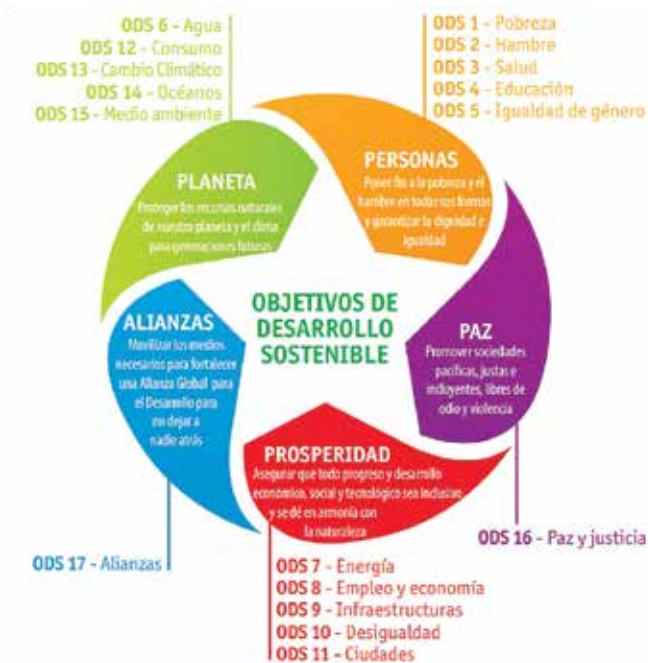 ODS 6 - Agua
ODS 12 - Consumo
ODS 13 - Cambio Climático
ODS 14 - Océanos
ODS 15 - Medio ambiente
ODS 1 - Pobreza
ODS 2 - Hambre
ODS 3 - Salud
ODS 4 - Educación
ODS 5 - Igualdad de género
PLANETA
Proteger los recursos naturales
de nuestro planeta y el clima
para generaciones futuras
PERSONAS
Poner fin a la pobreza y el
hambre en todas sus formas
y garantizar la dignidad e
igualdad
OBJETIVOS DE
DESARROLLO
SOSTENIBLE
ALIANZAS
Movilizar los medios
necesarios para fortalecer
una Alianza Global para
el Desarrollo para
no dejar a
nadie atrás
PAZ
Promover sociedades
pacíficas, justas e
incluyentes, libres de
odio y violencia
PROSPERIDAD
Asegurar que todo progreso y desarrollo
económico, social y tecnológico sea inclusivo
y se dé en armonía con
la naturaleza
ODS 17 - Alianzas
ODS 16 - Paz y justicia
ODS 7 - Energía
ODS 8 - Empleo y economía
ODS 9 - Infraestructuras
ODS 10 - Desigualdad
ODS 11 - Ciudades